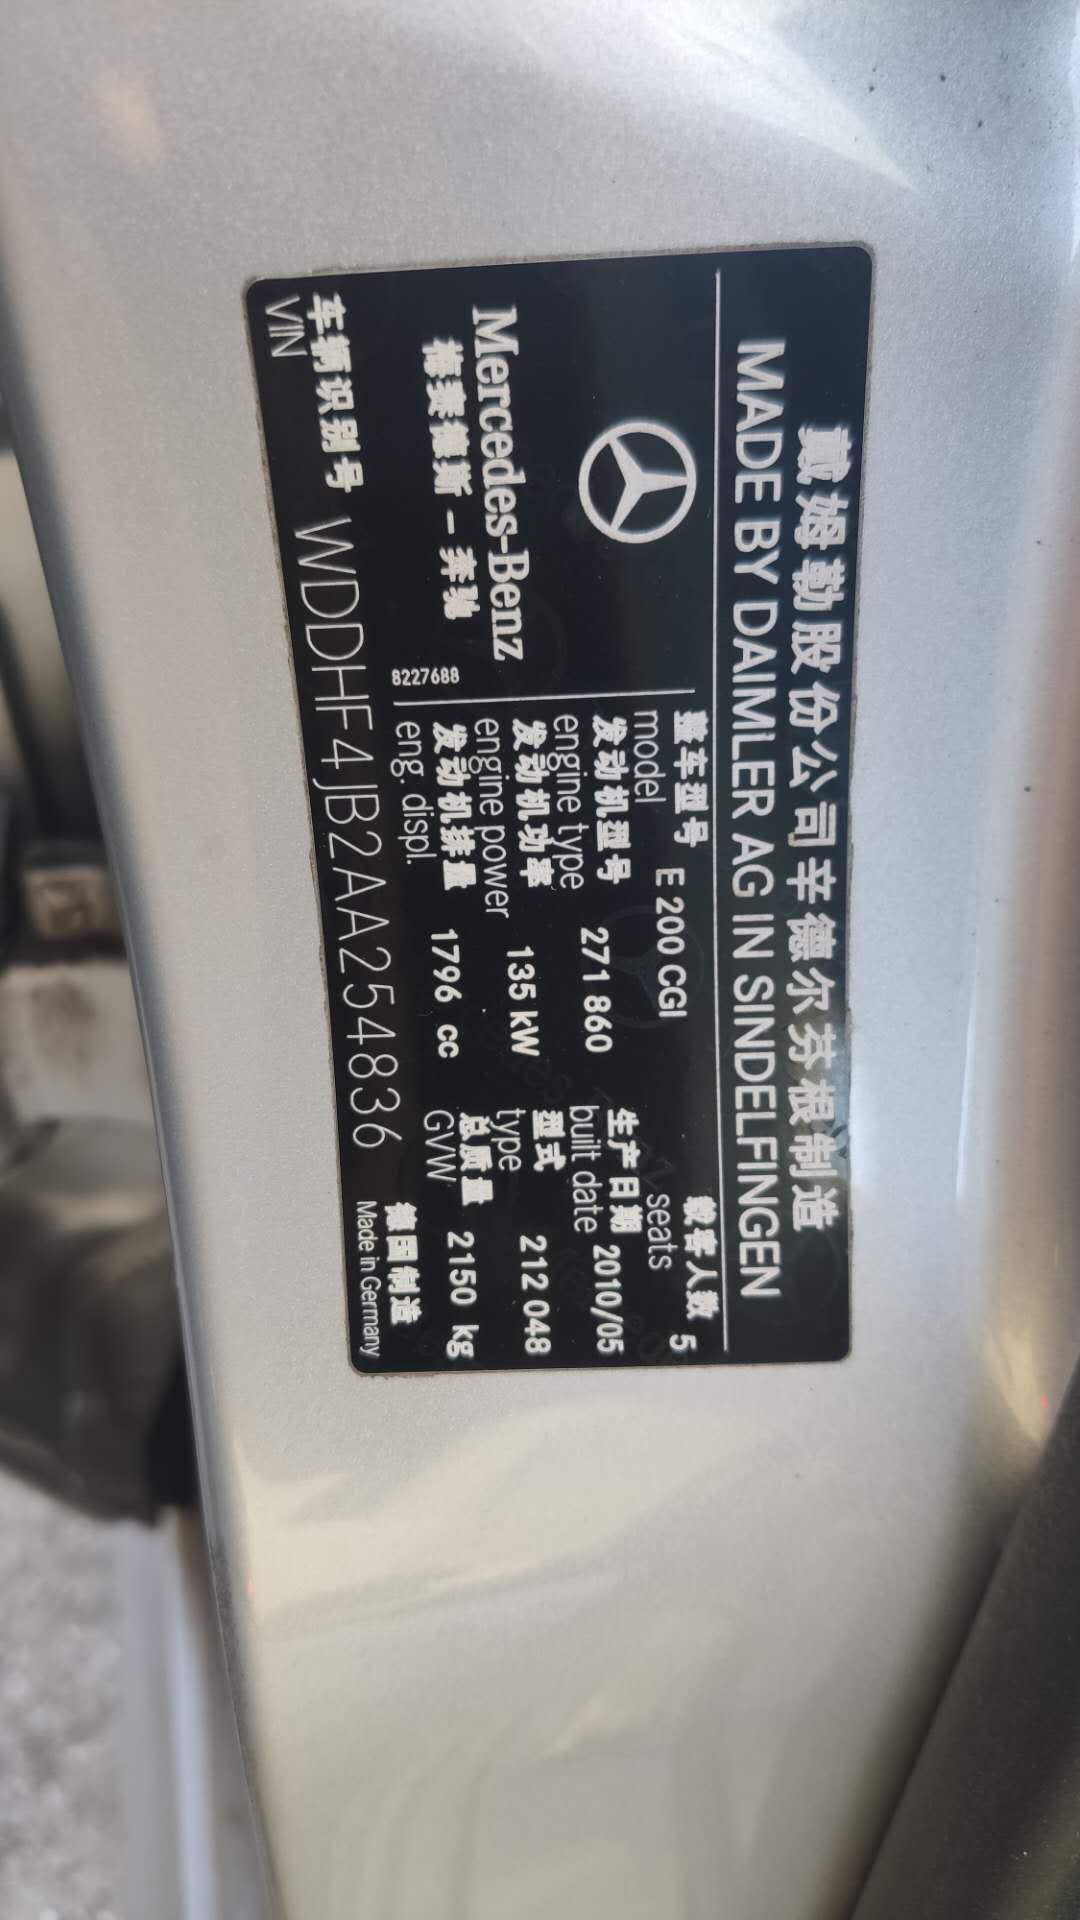 戴姆勒股份公司辛德尔芬根制造
MADE BY DAIMLER AG IN SINDELFINGEN
Mercedes-Benz
梅赛德斯－奔驰
8227688
整车型号 E 200 CGI 载客人数 5
model seats
发动机型号 271 860 生产日期 2010/05
engine type built date
发动机功率 135 kW 型式 212 048
engine power type
发动机排量 1796 cc 总质量 2150 kg
eng. displ. GVW
车辆识别号 WDDHF4JB2AA254836 德国制造
VIN Made in Germany